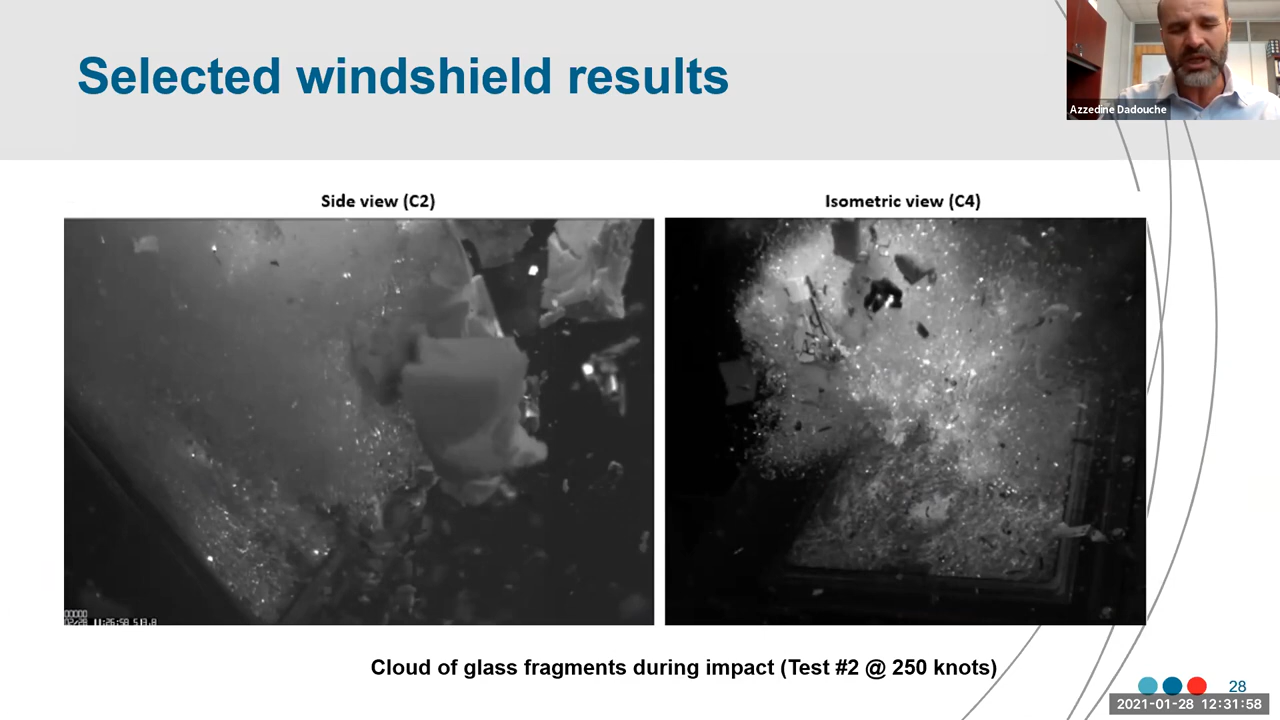 Selected windshield results
Azzedine Dadouche
Side view (C2)
Isometric view (C4)
Cloud of glass fragments during impact (Test #2 @ 250 knots)
28
2021-01-28 12:31:58